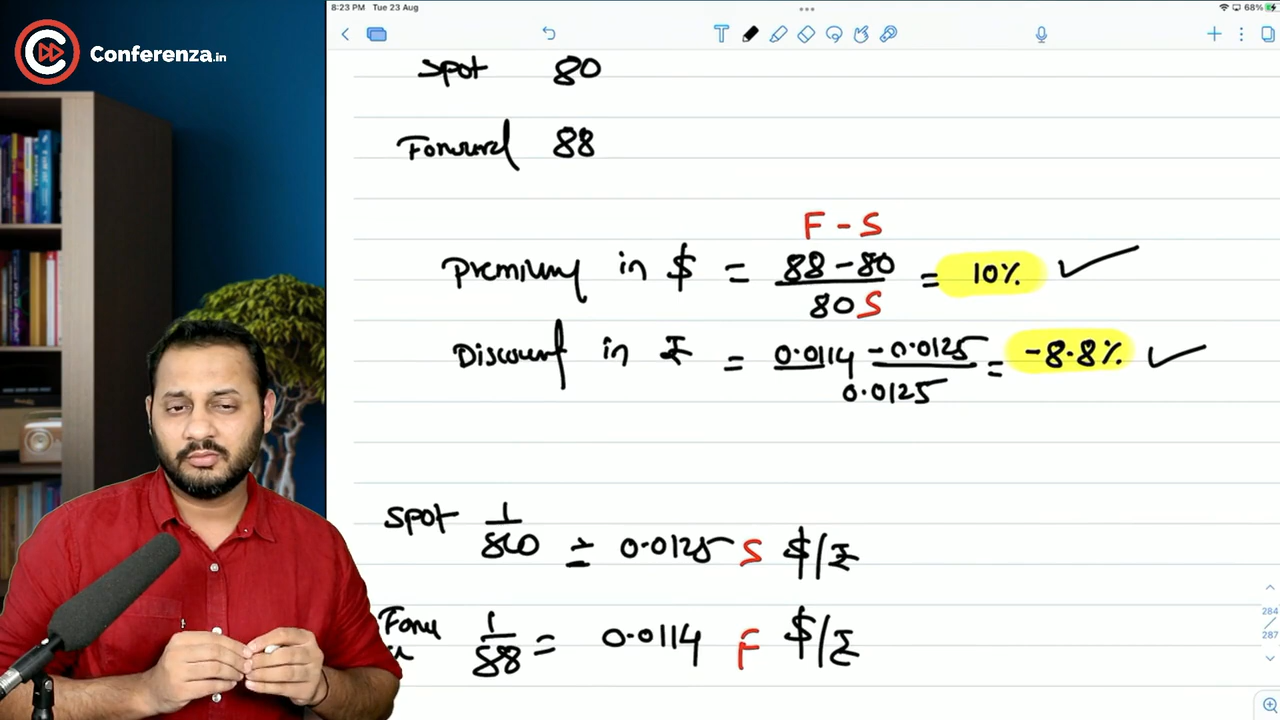 Conferenza.in
8:23 PM Tue 23 Aug
68%
T
Spot 80
Forward 88
F - S
Premium in $ = 88 - 80 = 10%
80 S
Discount in ₹ = 0.0114 - 0.0125 = -8.8%
0.0125
Spot 1/80 = 0.0125 S $/₹
1/88 = 0.0114 F $/₹
284
/
287